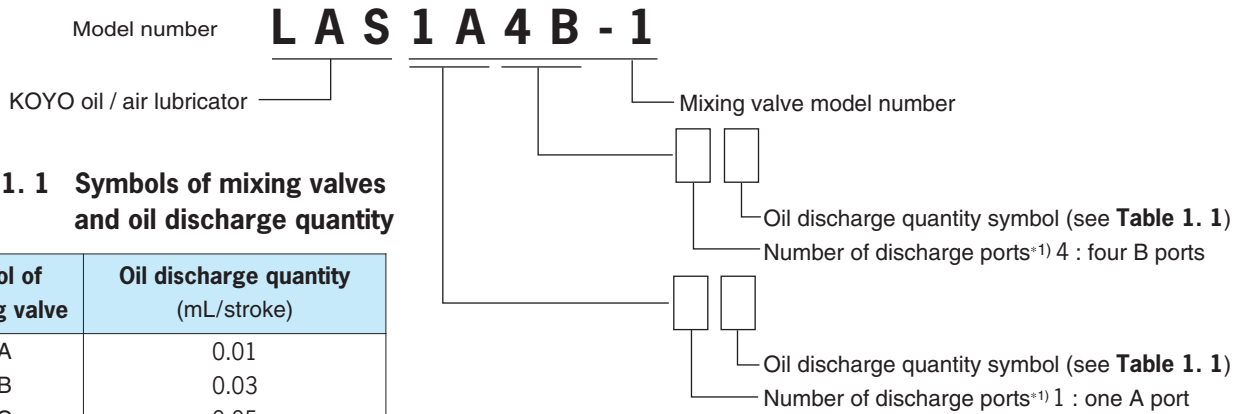 Model number L A S 1 A 4 B - 1
KOYO oil / air lubricator
Mixing valve model number
Oil discharge quantity symbol (see Table 1. 1)
Number of discharge ports*1) 4 : four B ports
Oil discharge quantity symbol (see Table 1. 1)
Number of discharge ports*1) 1 : one A port
1. 1 Symbols of mixing valves
and oil discharge quantity
of Oil discharge quantity
valve (mL/stroke)
A 0.01
B 0.03